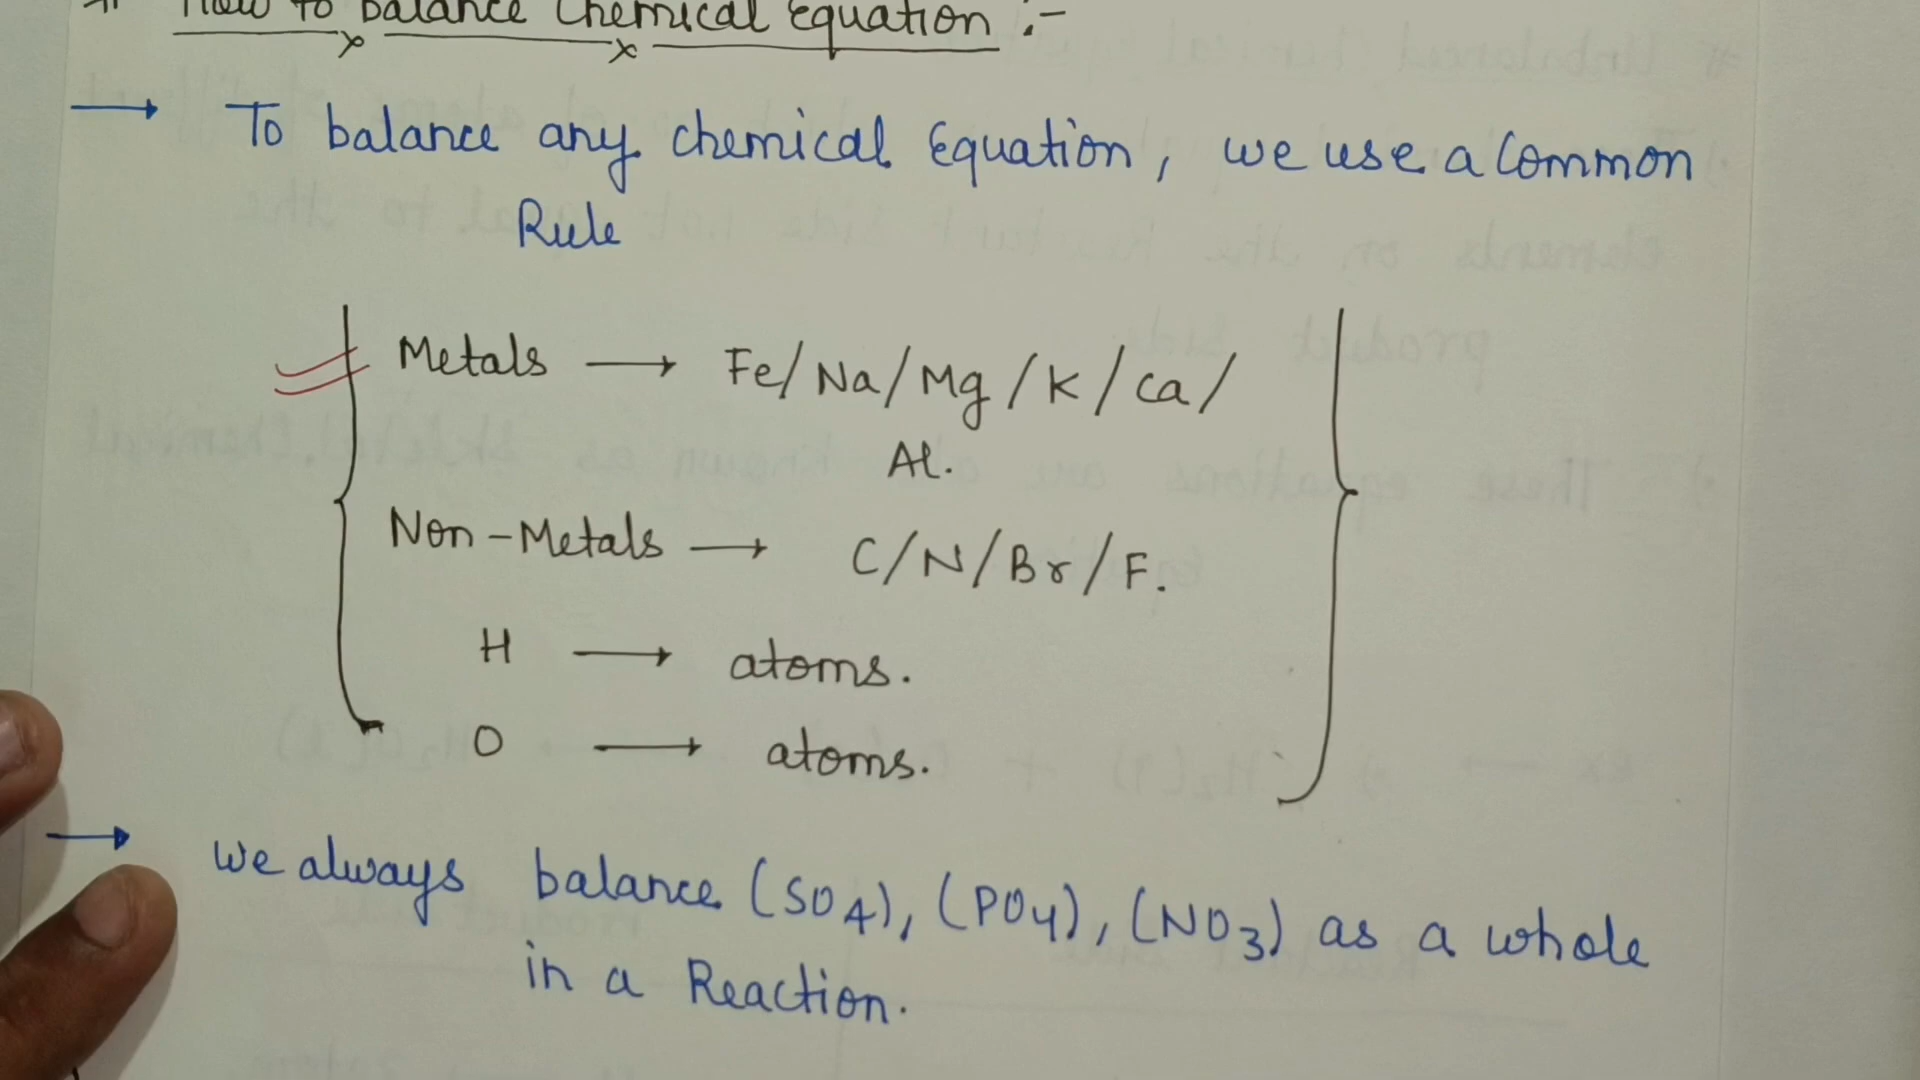 How to balance Chemical Equation :-
→ To balance any chemical Equation, we use a Common
Rule
Metals → Fe/Na/Mg/K/Ca/
Al.
Non-Metals → C/N/Br/F.
H → atoms.
O → atoms.
→ we always balance (SO4), (PO4), (NO3) as a whole
in a Reaction.